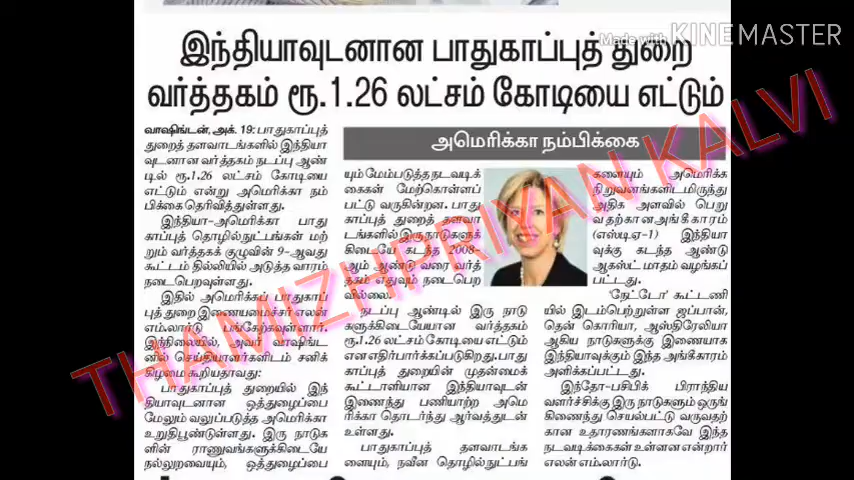 Made with KINEMASTER
இந்தியாவுடனான பாதுகாப்புத் துறை
வர்த்தகம் ரூ.1.26 லட்சம் கோடியை எட்டும்
அமெரிக்கா நம்பிக்கை
வாஷிங்டன், அக். 19: பாதுகாப்புத்
துறைத் தளவாடங்களில் இந்தியா
வுடனான வர்த்தகம் நடப்பு ஆண்
டில் ரூ.1.26 லட்சம் கோடியை
எட்டும் என்று அமெரிக்கா நம்
பிக்கை தெரிவித்துள்ளது.
இந்தியா-அமெரிக்கா பாது
காப்புத் தொழில்நுட்பங்கள் மற்
றும் வர்த்தகக் குழுவின் 9-ஆவது
கூட்டம் தில்லியில் அடுத்த வாரம்
நடைபெறவுள்ளது.
இதில் அமெரிக்கப் பாதுகாப்
புத் துறை இணையமைச்சர் எலன்
எம்.லார்டு பங்கேற்கவுள்ளார்.
இந்நிலையில், அவர் வாஷிங்ட
னில் செய்தியாளர்களிடம் சனிக்
கிழமை கூறியதாவது:
பாதுகாப்புத் துறையில் இந்
தியாவுடனான ஒத்துழைப்பை
மேலும் வலுப்படுத்த அமெரிக்கா
உறுதிபூண்டுள்ளது. இரு நாடுக
ளின் ராணுவங்களுக்கிடையே
நல்லுறவையும், ஒத்துழைப்பை
யும் மேம்படுத்த நடவடிக்
கைகள் மேற்கொள்ளப்
பட்டு வருகின்றன. பாது
காப்புத் துறைத் தளவா
டங்களில் இரு நாடுகளுக்
கிடையே கடந்த 2008-
ஆம் ஆண்டு வரை வர்த்
தகம் எதுவும் நடைபெற
வில்லை.
நடப்பு ஆண்டில் இரு நாடு
களுக்கிடையேயான வர்த்தகம்
ரூ.1.26 லட்சம் கோடியை எட்டும்
என எதிர்பார்க்கப்படுகிறது. பாது
காப்புத் துறையின் முதன்மைக்
கூட்டாளியான இந்தியாவுடன்
இணைந்து பணியாற்ற அமெ
ரிக்கா தொடர்ந்து ஆர்வத்துடன்
உள்ளது.
பாதுகாப்புத் தளவாடங்க
ளையும், நவீன தொழில்நுட்பங்
களையும் அமெரிக்க
நிறுவனங்களிடமிருந்து
அதிக அளவில் பெறு
வதற்கான அங்கீகாரம்
(எஸ்டிஏ-1) இந்தியா
வுக்கு கடந்த ஆண்டு
ஆகஸ்ட் மாதம் வழங்கப்
பட்டது.
'நேட்டோ' கூட்டணி
யில் இடம்பெற்றுள்ள ஜப்பான்,
தென் கொரியா, ஆஸ்திரேலியா
ஆகிய நாடுகளுக்கு இணையாக
இந்தியாவுக்கும் இந்த அங்கீகாரம்
அளிக்கப்பட்டது.
இந்தோ-பசிபிக் பிராந்திய
வளர்ச்சிக்கு இரு நாடுகளும் ஒருங்
கிணைந்து செயல்பட்டு வருவதற்
கான உதாரணங்களாகவே இந்த
நடவடிக்கைகள் உள்ளன என்றார்
எலன் எம்.லார்டு.
THAMIZHPRIYAN KALVI